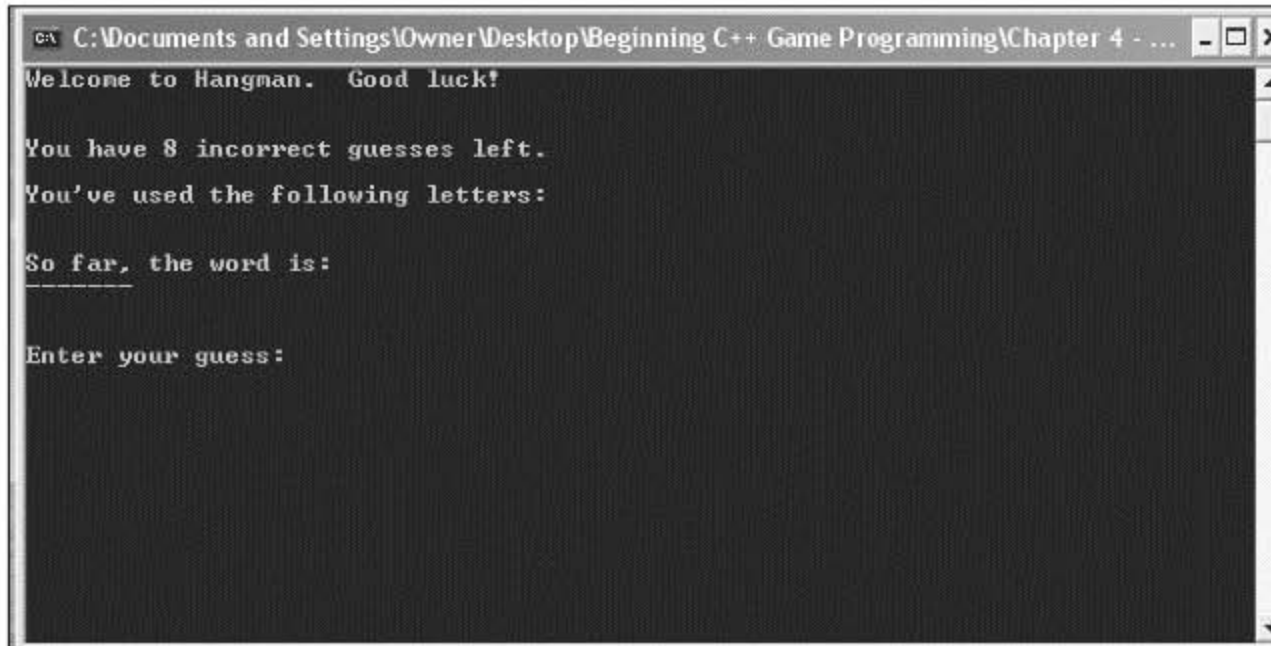 C:\Documents and Settings\Owner\Desktop\Beginning C++ Game Programming\Chapter 4 - ...
Welcome to Hangman.  Good luck!
You have 8 incorrect guesses left.
You've used the following letters:
So far, the word is:
-------
Enter your guess: